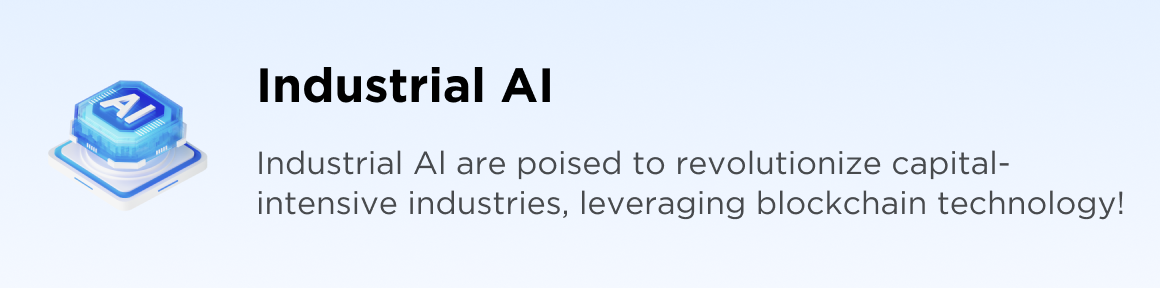 AI
Industrial AI
Industrial AI are poised to revolutionize capital-
intensive industries, leveraging blockchain technology!